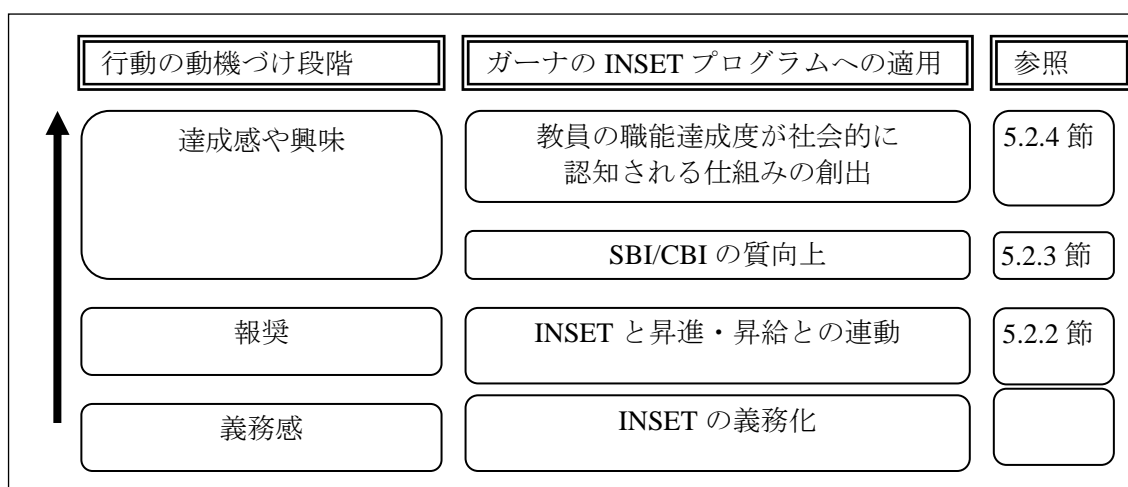 行動の動機づけ段階
ガーナの INSET プログラムへの適用
参照
達成感や興味
教員の職能達成度が社会的に
認知される仕組みの創出
5.2.4 節
SBI/CBI の質向上
5.2.3 節
報奨
INSET と昇進・昇給との連動
5.2.2 節
義務感
INSET の義務化